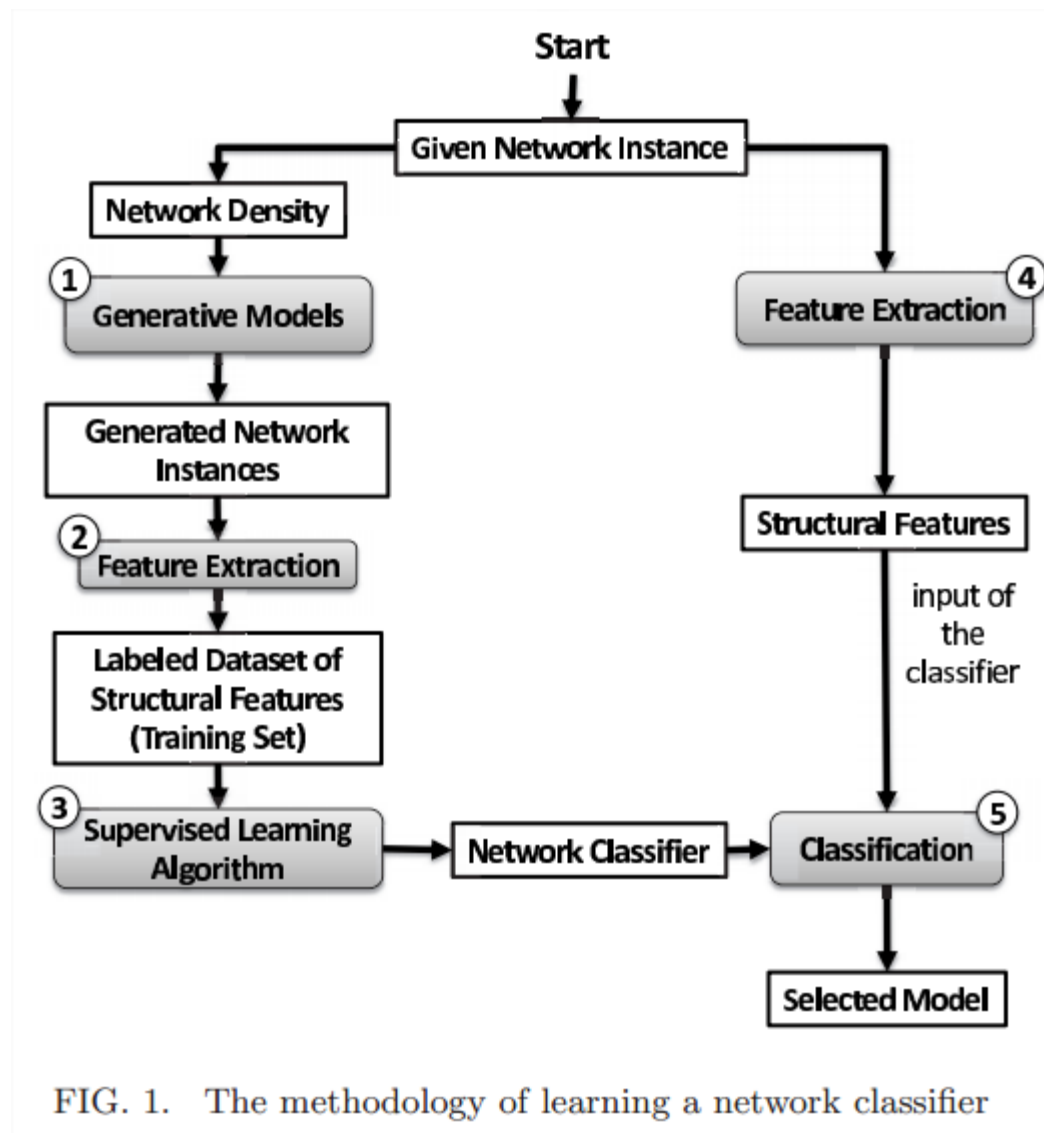 Start
Given Network Instance
Network Density
1
Generative Models
4
Feature Extraction
Generated Network
Instances
2
Feature Extraction
Structural Features
input of
the
classifier
Labeled Dataset of
Structural Features
(Training Set)
3
Supervised Learning
Algorithm
Network Classifier
5
Classification
Selected Model
FIG. 1. The methodology of learning a network classifier